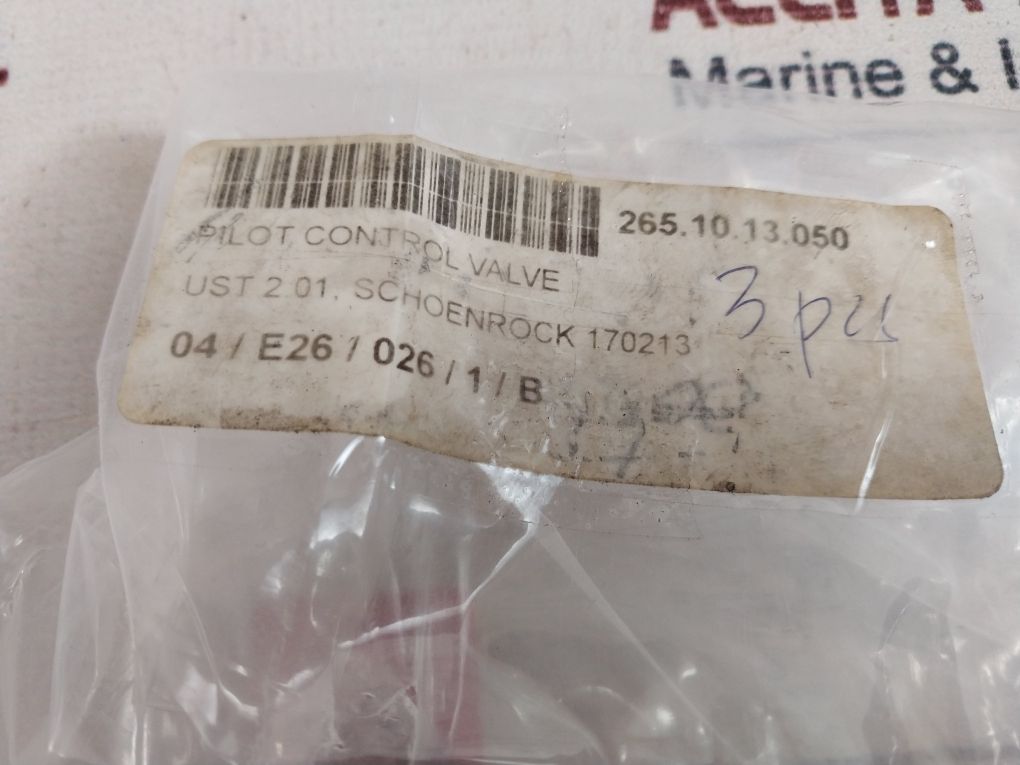 Marine &
265.10.13.050
PILOT CONTROL VALVE
UST 2.01, SCHOENROCK 170213
3 pcs
04 / E26 / 026 / 1 / B